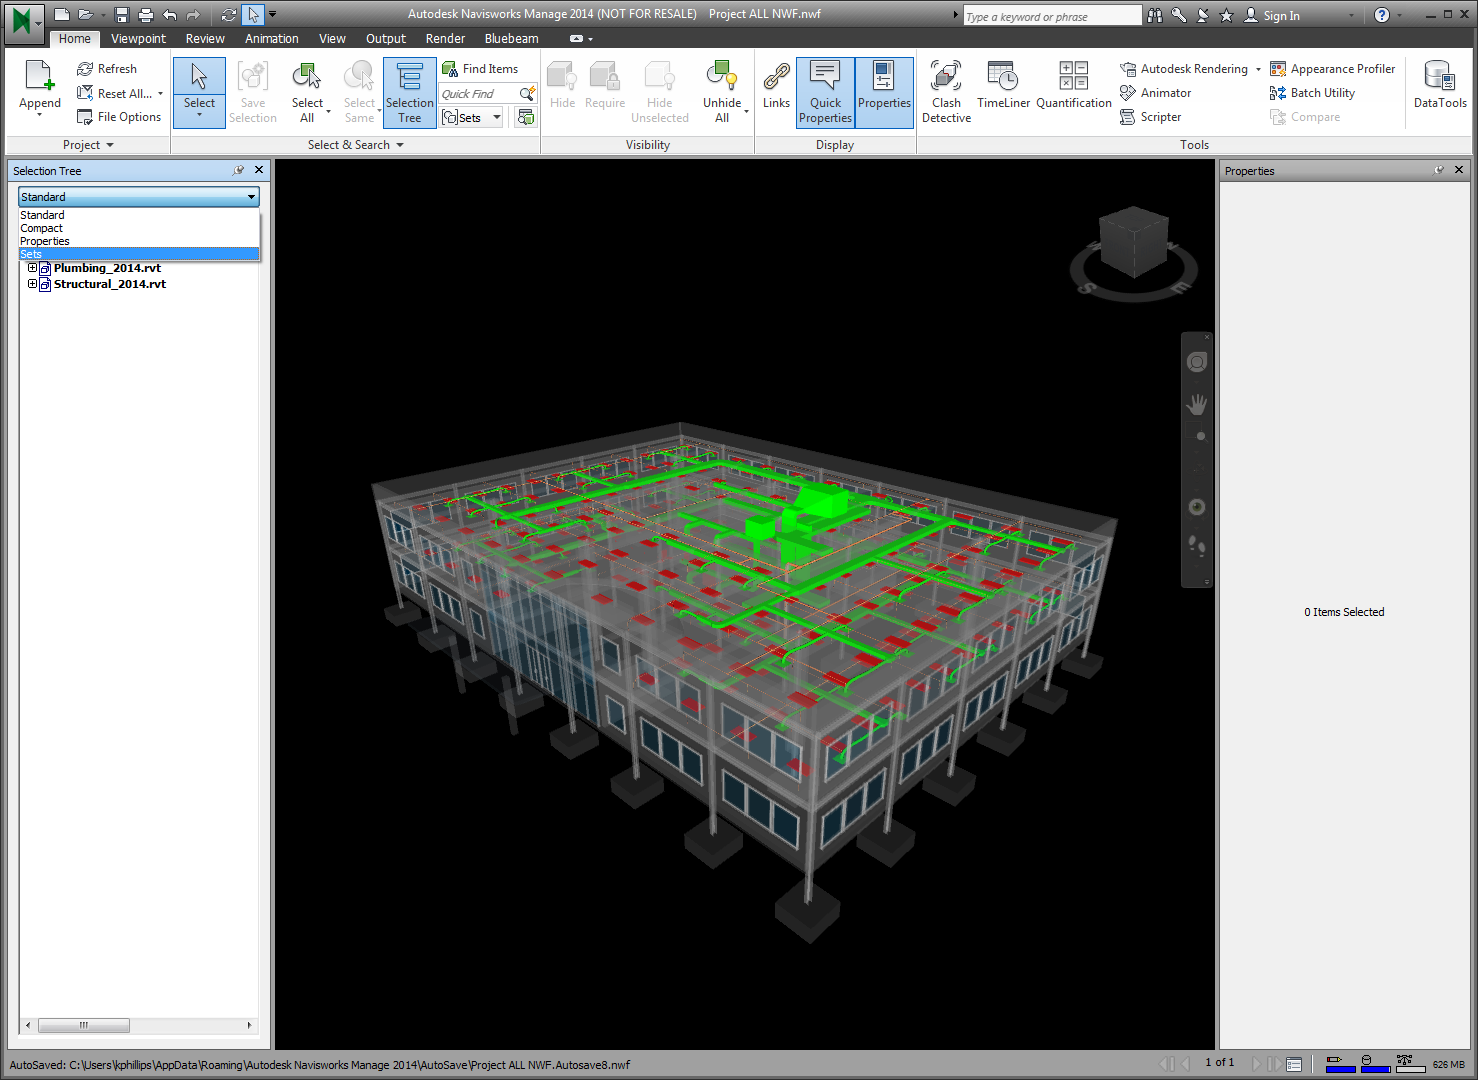 Autodesk Navisworks Manage 2014 (NOT FOR RESALE) Project ALL NWF.nwf
Type a keyword or phrase
Sign In
Home Viewpoint Review Animation View Output Render Bluebeam
Append
Refresh
Reset All...
File Options
Project
Select
Save Selection
Select All
Select Same
Selection Tree
Find Items
Quick Find
Sets
Select & Search
Hide
Require
Hide Unselected
Unhide All
Visibility
Links
Quick Properties
Properties
Display
Clash Detective
TimeLiner
Quantification
Autodesk Rendering
Animator
Scripter
Appearance Profiler
Batch Utility
Compare
DataTools
Tools
Selection Tree
Standard
Standard
Compact
Properties
Sets
Plumbing_2014.rvt
Structural_2014.rvt
S
E
Properties
0 Items Selected
AutoSaved: C:\Users\kphillips\AppData\Roaming\Autodesk Navisworks Manage 2014\AutoSave\Project ALL NWF.Autosave8.nwf
1 of 1
626 MB